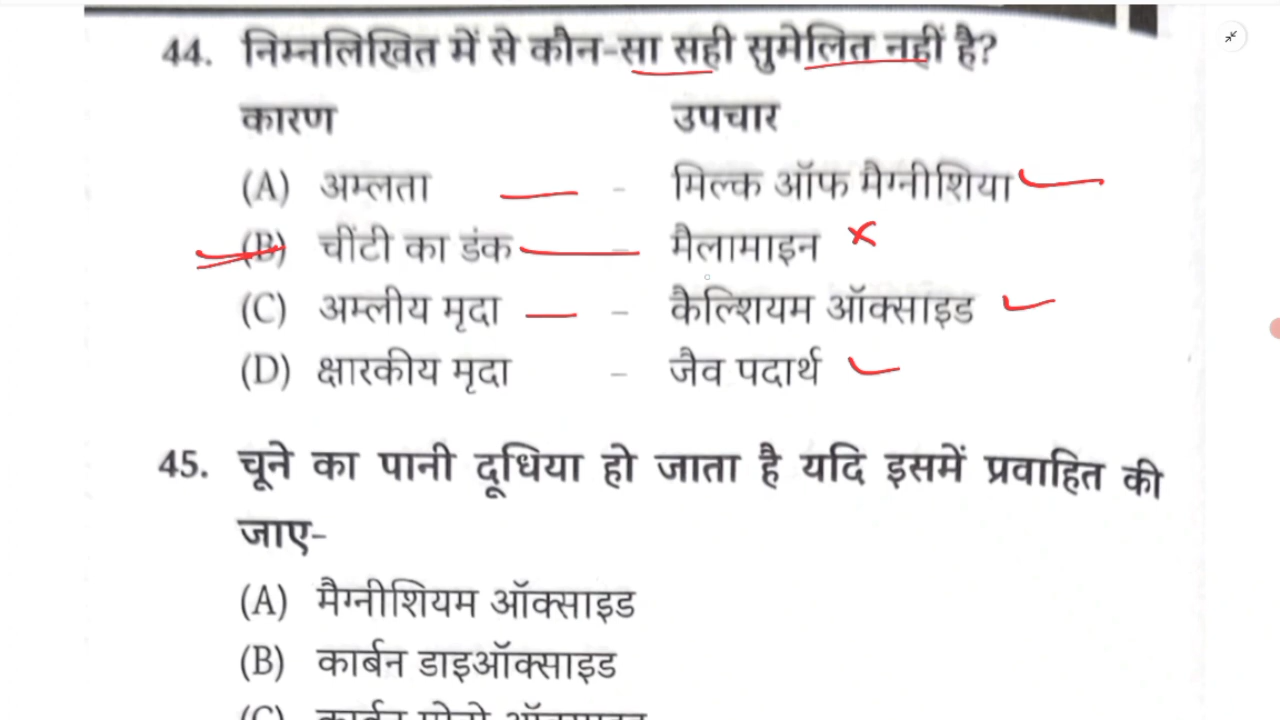 44. निम्नलिखित में से कौन-सा सही सुमेलित नहीं है?
कारण उपचार
(A) अम्लता - मिल्क ऑफ मैग्नीशिया
(B) चींटी का डंक - मैलामाइन
(C) अम्लीय मृदा - कैल्शियम ऑक्साइड
(D) क्षारकीय मृदा - जैव पदार्थ
45. चूने का पानी दूधिया हो जाता है यदि इसमें प्रवाहित की
जाए-
(A) मैग्नीशियम ऑक्साइड
(B) कार्बन डाइऑक्साइड